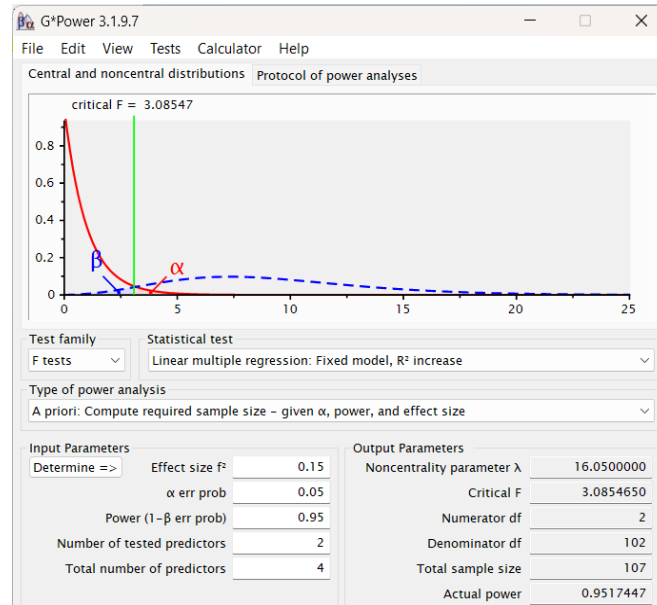 G*Power 3.1.9.7
File Edit View Tests Calculator Help
Central and noncentral distributions Protocol of power analyses
critical F = 3.08547
0.8
0.6
0.4
0.2
0
β
α
0 5 10 15 20 25
Test family Statistical test
F tests Linear multiple regression: Fixed model, R² increase
Type of power analysis
A priori: Compute required sample size – given α, power, and effect size
Input Parameters Output Parameters
Determine => Effect size f² 0.15 Noncentrality parameter λ 16.0500000
α err prob 0.05 Critical F 3.0854650
Power (1-β err prob) 0.95 Numerator df 2
Number of tested predictors 2 Denominator df 102
Total number of predictors 4 Total sample size 107
Actual power 0.9517447